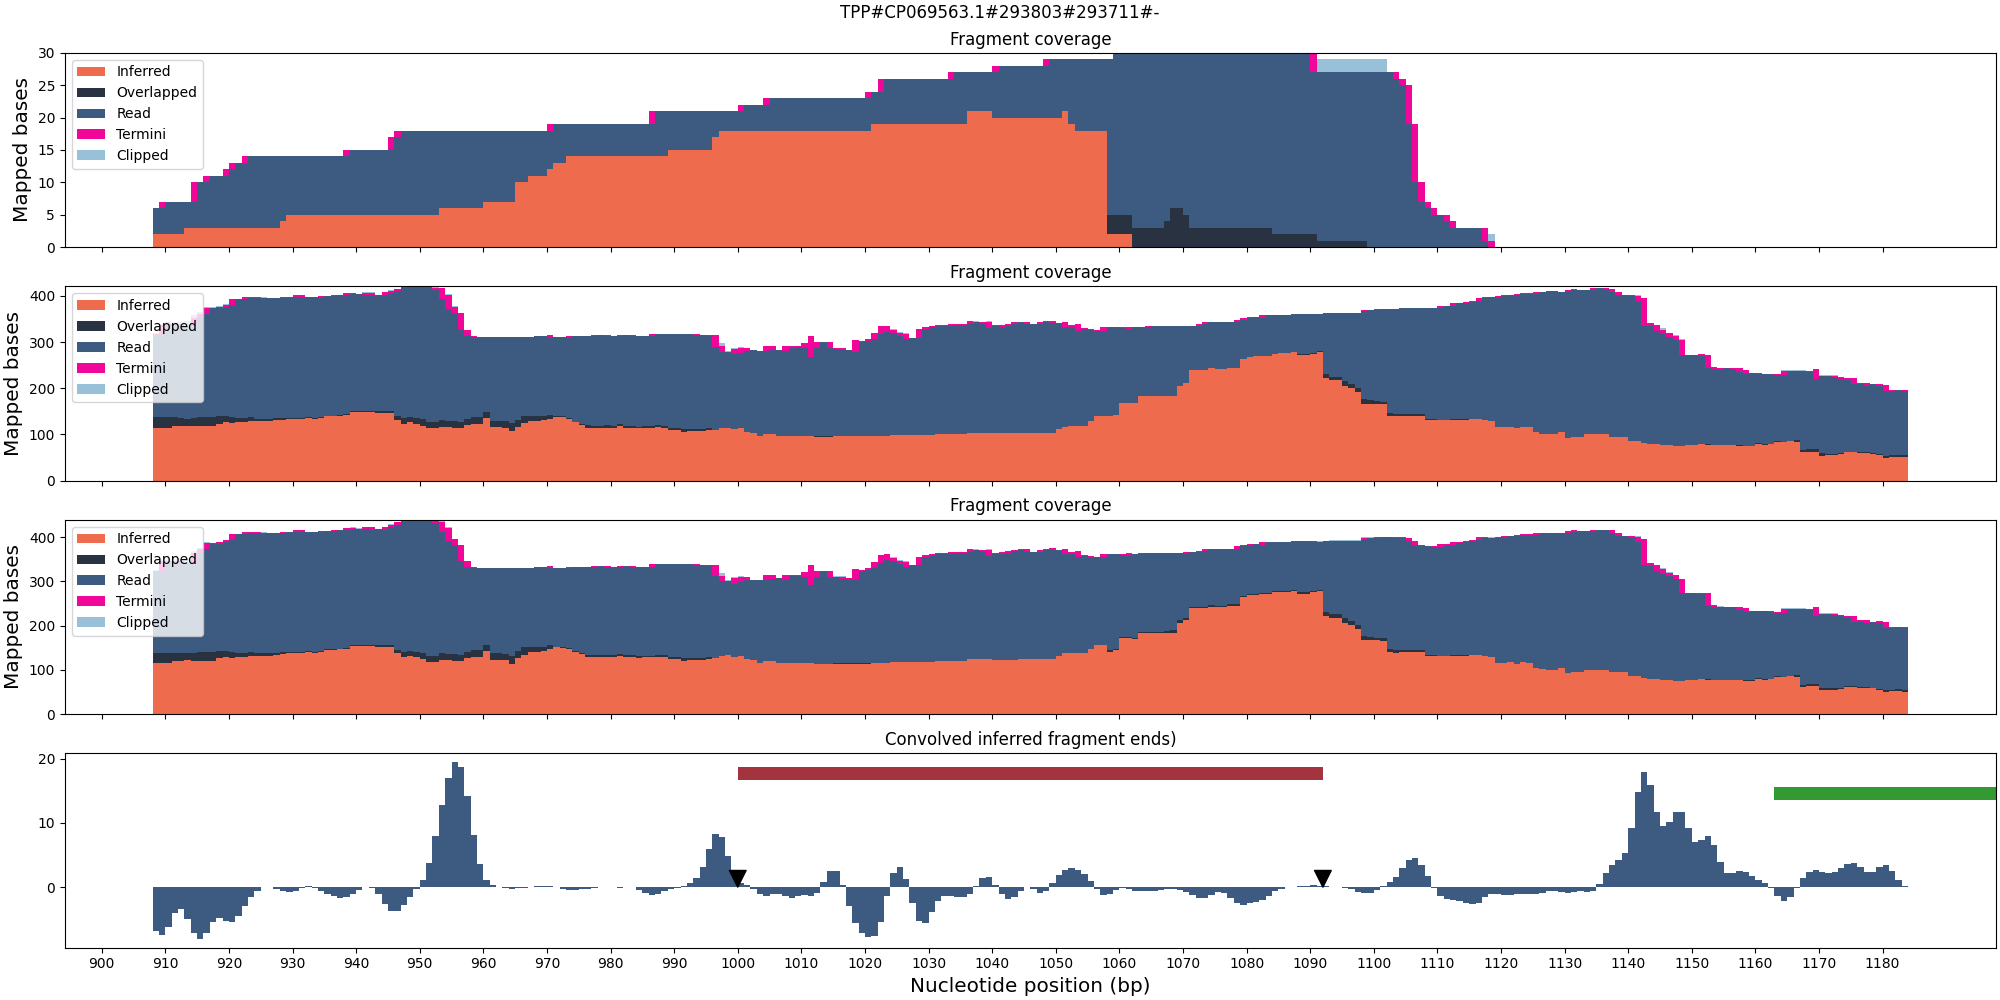 TPP#CP069563.1#293803#293711#-
Fragment coverage
Mapped bases
30
25
20
15
10
5
0
Inferred
Overlapped
Read
Termini
Clipped
Fragment coverage
Mapped bases
400
300
200
100
0
Inferred
Overlapped
Read
Termini
Clipped
Fragment coverage
Mapped bases
400
300
200
100
0
Inferred
Overlapped
Read
Termini
Clipped
Convolved inferred fragment ends)
20
10
0
900 910 920 930 940 950 960 970 980 990 1000 1010 1020 1030 1040 1050 1060 1070 1080 1090 1100 1110 1120 1130 1140 1150 1160 1170 1180
Nucleotide position (bp)